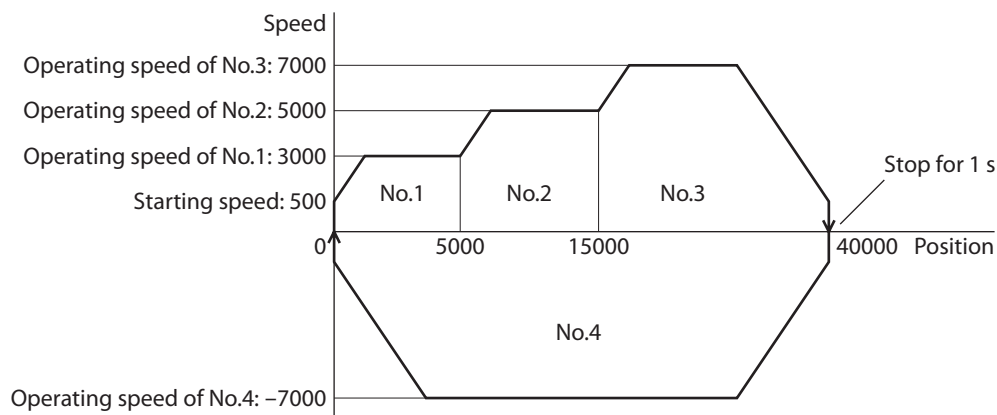 Speed
Operating speed of No.3: 7000
Operating speed of No.2: 5000
Operating speed of No.1: 3000
Stop for 1 s
Starting speed: 500
No.1
No.2
No.3
0
5000
15000
40000
Position
No.4
Operating speed of No.4: –7000